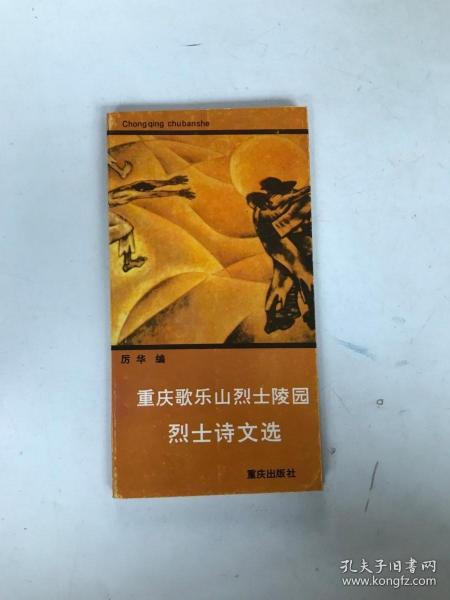 Chongqing chubanshe
厉华 编
重庆歌乐山烈士陵园
烈士诗文选
重庆出版社
孔夫子旧书网
www.kongfz.com